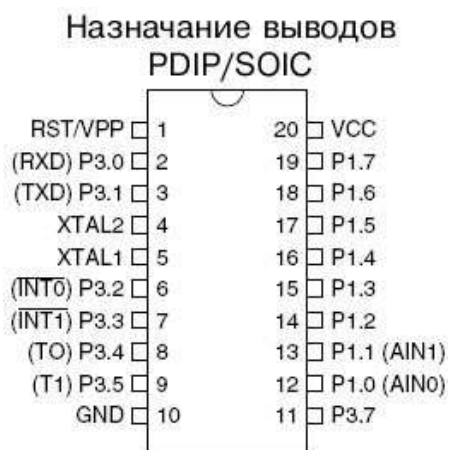 Назначание выводов
PDIP/SOIC
RST/VPP 1 20 VCC
(RXD) P3.0 2 19 P1.7
(TXD) P3.1 3 18 P1.6
XTAL2 4 17 P1.5
XTAL1 5 16 P1.4
(I̅N̅T̅0̅) P3.2 6 15 P1.3
(I̅N̅T̅1̅) P3.3 7 14 P1.2
(TO) P3.4 8 13 P1.1 (AIN1)
(T1) P3.5 9 12 P1.0 (AIN0)
GND 10 11 P3.7